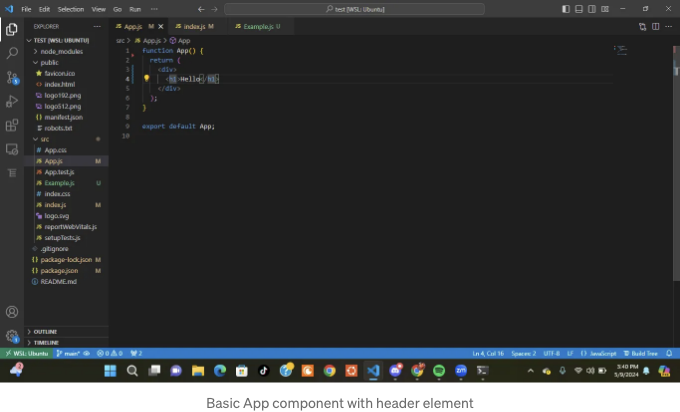 File Edit Selection View Go Run ··· test [WSL: Ubuntu]
EXPLORER ···
TEST [WSL: UBUNTU]
node_modules
public
favicon.ico
index.html
logo192.png
logo512.png
manifest.json
robots.txt
src
App.css
App.js M
App.test.js
Example.js U
index.css
index.js M
logo.svg
reportWebVitals.js
setupTests.js
.gitignore
package-lock.json M
package.json M
README.md
OUTLINE
TIMELINE
App.js M index.js M Example.js U
src > App.js > App
1 function App() {
2 return (
3 <div>
4 <h1>Hello</h1>
5 </div>
6 );
7 }
8
9 export default App;
10
WSL: Ubuntu main* 0 0 2 Ln 4, Col 16 Spaces: 2 UTF-8 LF {} JavaScript Build Tree
3:40 PM
5/9/2024
Basic App component with header element